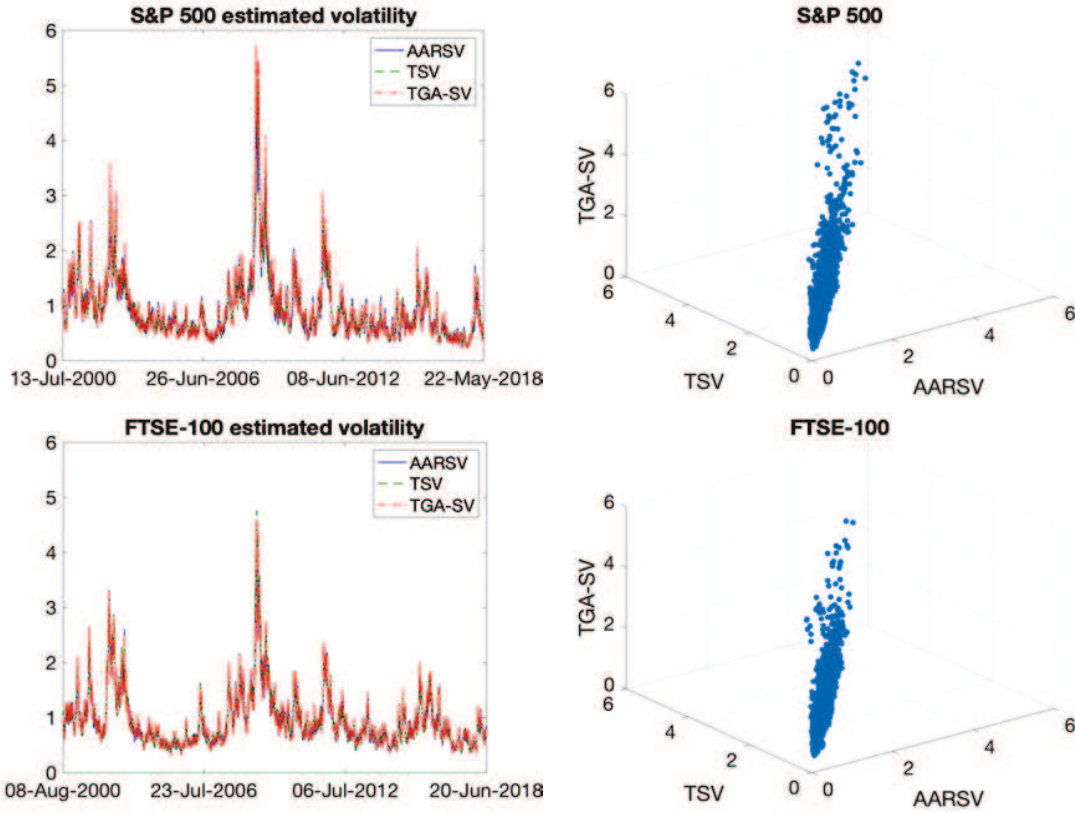 S&P 500 estimated volatility
6
5
4
3
2
1
0
AARSV
TSV
TGA-SV
13-Jul-2000 26-Jun-2006 08-Jun-2012 22-May-2018
S&P 500
6
4
2
0
TGA-SV
6
4
2
0
TSV
0
2
4
6
AARSV
FTSE-100 estimated volatility
6
5
4
3
2
1
0
AARSV
TSV
TGA-SV
08-Aug-2000 23-Jul-2006 06-Jul-2012 20-Jun-2018
FTSE-100
6
4
2
0
TGA-SV
6
4
2
0
TSV
0
2
4
6
AARSV